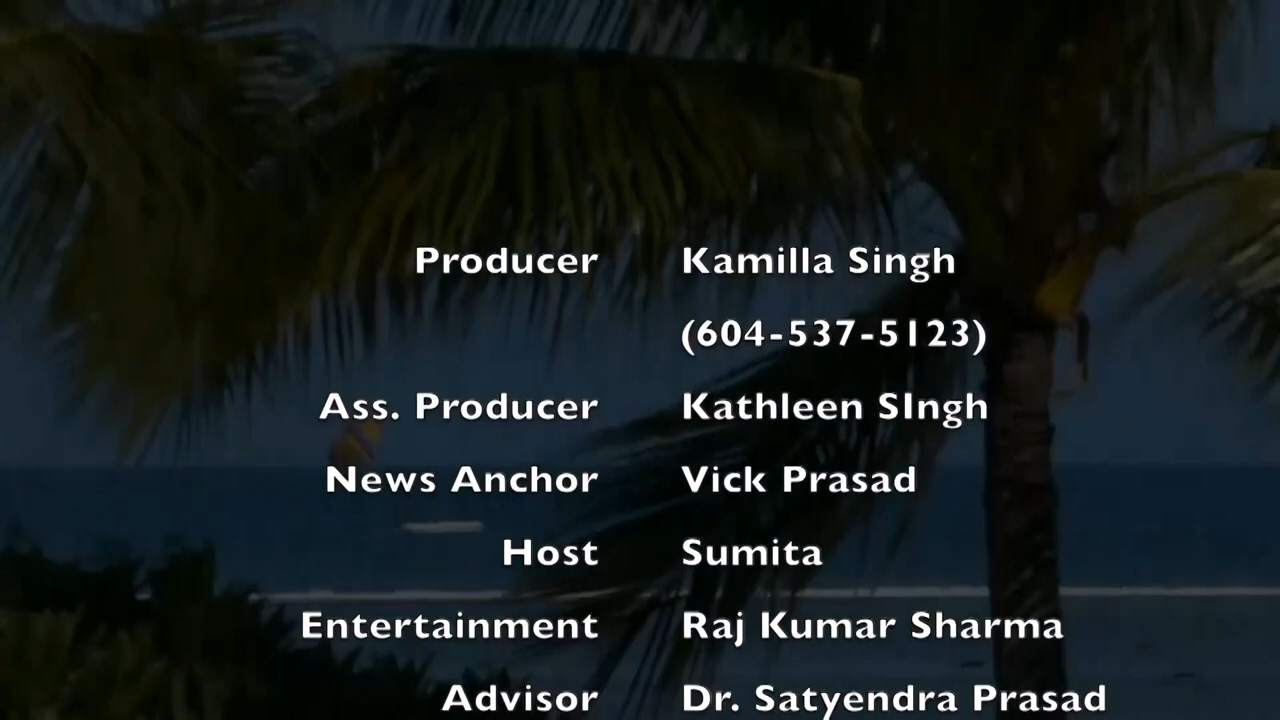 Producer Kamilla Singh
(604-537-5123)
Ass. Producer Kathleen SIngh
News Anchor Vick Prasad
Host Sumita
Entertainment Raj Kumar Sharma
Advisor Dr. Satyendra Prasad